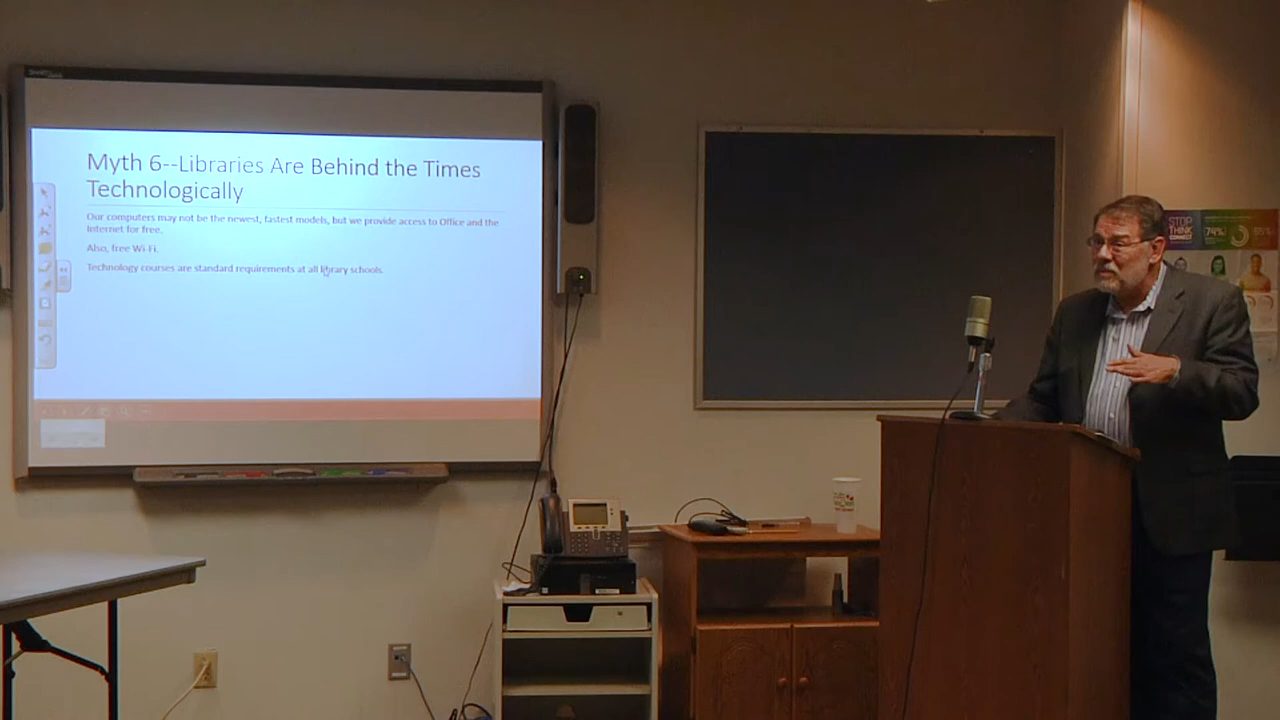 Myth 6--Libraries Are Behind the Times
Technologically
Our computers may not be the newest, fastest models, but we provide access to Office and the
Internet for free.
Also, free Wi-Fi.
Technology courses are standard requirements at all library schools.
STOP
THINK
CONNECT
74%